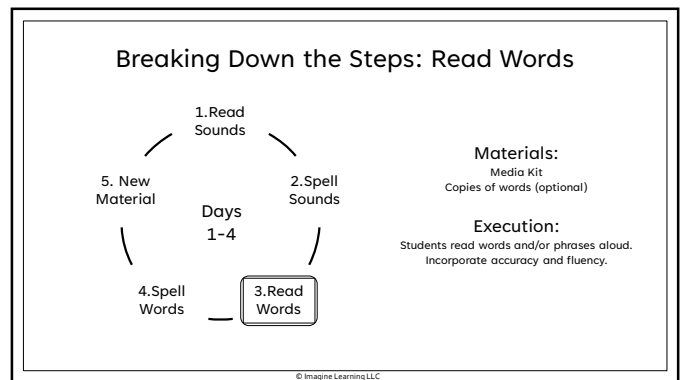 Breaking Down the Steps: Read Words
1.Read
Sounds
2.Spell
Sounds
3.Read
Words
4.Spell
Words
5. New
Material
Days
1-4
Materials:
Media Kit
Copies of words (optional)
Execution:
Students read words and/or phrases aloud.
Incorporate accuracy and fluency.
© Imagine Learning LLC